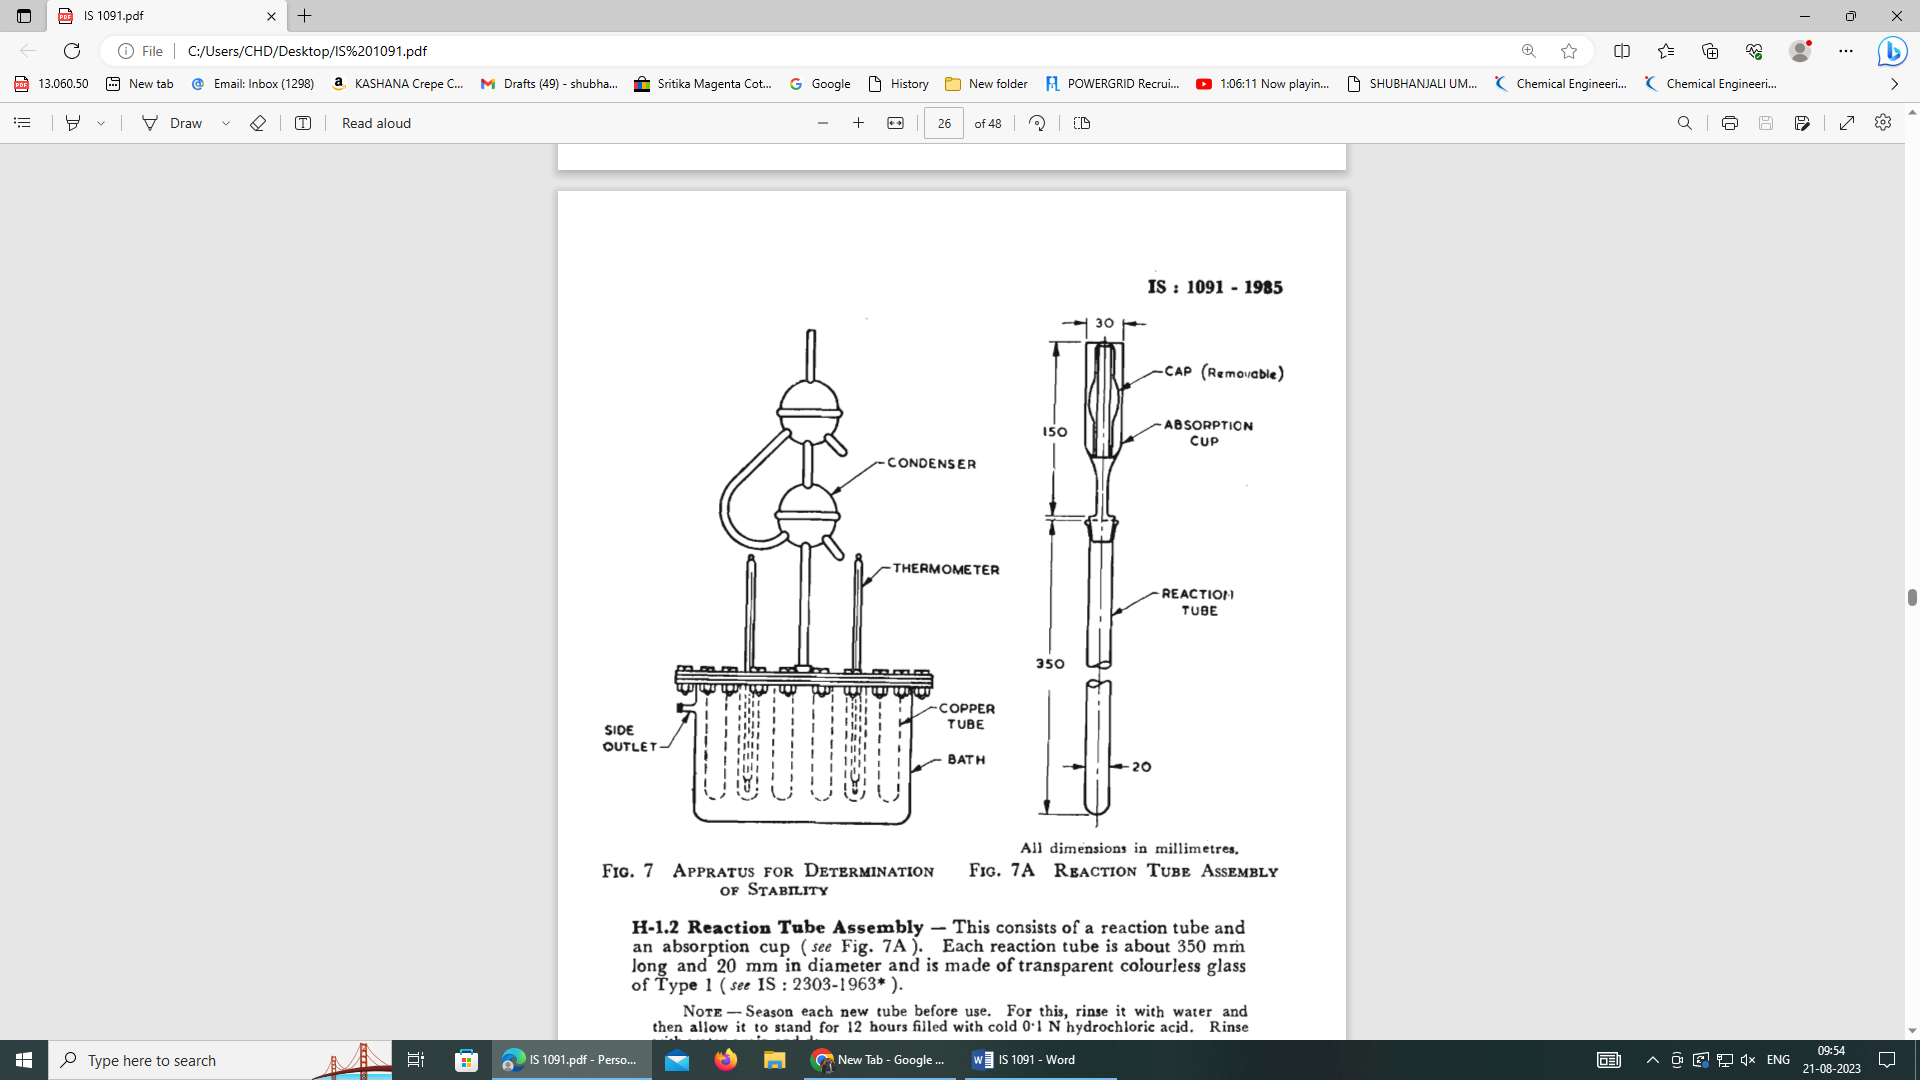 IS 1091.pdf
File
C:/Users/CHD/Desktop/IS%201091.pdf
13.060.50
New tab
Email: Inbox (1298)
KASHANA Crepe C...
Drafts (49) - shubha...
Sritika Magenta Cot...
Google
History
New folder
POWERGRID Recrui...
1:06:11 Now playin...
SHUBHANJALI UM...
Chemical Engineeri...
Chemical Engineeri...
Draw
Read aloud
26 of 48
IS : 1091 - 1985
30
CAP (Removable)
150
ABSORPTION
CUP
CONDENSER
THERMOMETER
REACTION
TUBE
350
COPPER
TUBE
SIDE
OUTLET
BATH
20
All dimensions in millimetres.
FIG. 7 APPRATUS FOR DETERMINATION
OF STABILITY
FIG. 7A REACTION TUBE ASSEMBLY
H-1.2 Reaction Tube Assembly — This consists of a reaction tube and
an absorption cup ( see Fig. 7A ). Each reaction tube is about 350 mm
long and 20 mm in diameter and is made of transparent colourless glass
of Type 1 ( see IS : 2303-1963* ).
NOTE — Season each new tube before use. For this, rinse it with water and
then allow it to stand for 12 hours filled with cold 0·1 N hydrochloric acid. Rinse
Type here to search
IS 1091.pdf - Perso...
New Tab - Google ...
IS 1091 - Word
ENG
09:54
21-08-2023